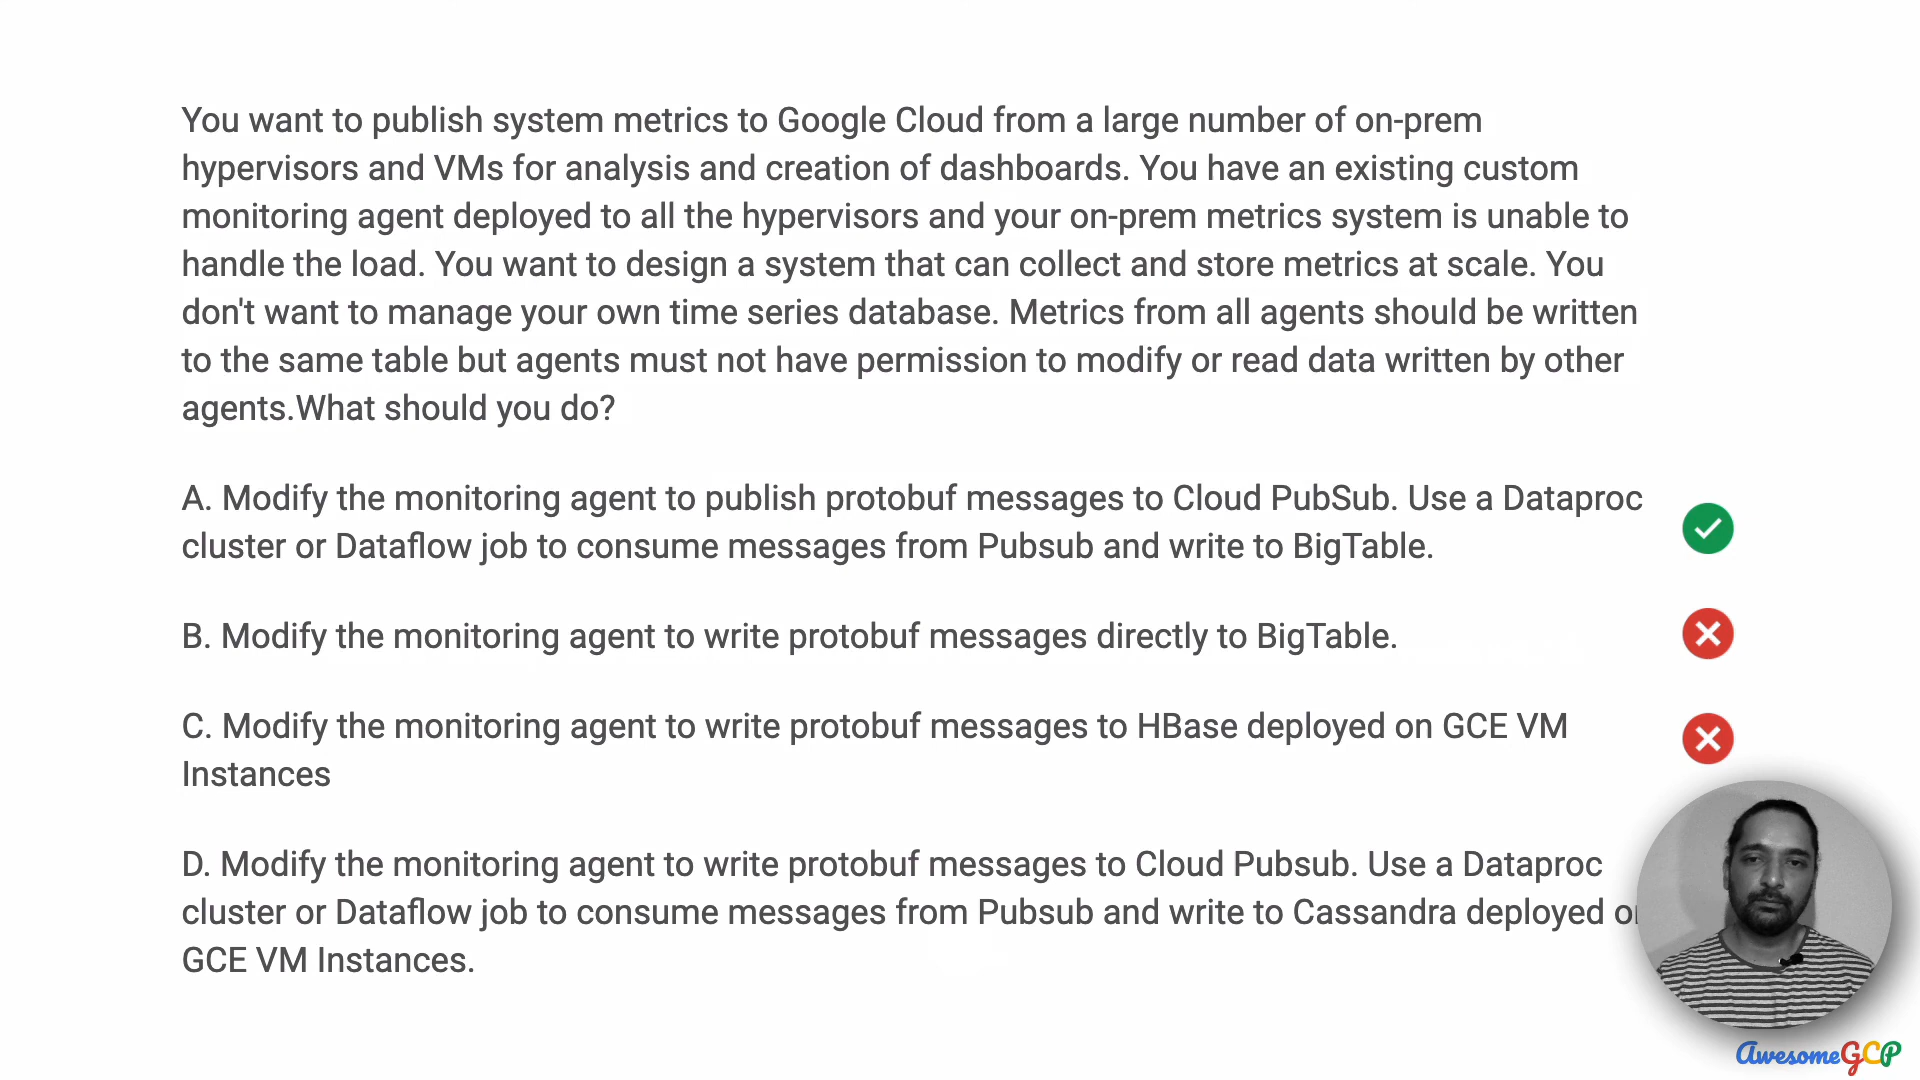 You want to publish system metrics to Google Cloud from a large number of on-prem
hypervisors and VMs for analysis and creation of dashboards. You have an existing custom
monitoring agent deployed to all the hypervisors and your on-prem metrics system is unable to
handle the load. You want to design a system that can collect and store metrics at scale. You
don't want to manage your own time series database. Metrics from all agents should be written
to the same table but agents must not have permission to modify or read data written by other
agents.What should you do?
A. Modify the monitoring agent to publish protobuf messages to Cloud PubSub. Use a Dataproc
cluster or Dataflow job to consume messages from Pubsub and write to BigTable.
B. Modify the monitoring agent to write protobuf messages directly to BigTable.
C. Modify the monitoring agent to write protobuf messages to HBase deployed on GCE VM
Instances
D. Modify the monitoring agent to write protobuf messages to Cloud Pubsub. Use a Dataproc
cluster or Dataflow job to consume messages from Pubsub and write to Cassandra deployed
GCE VM Instances.
AwesomeGCP